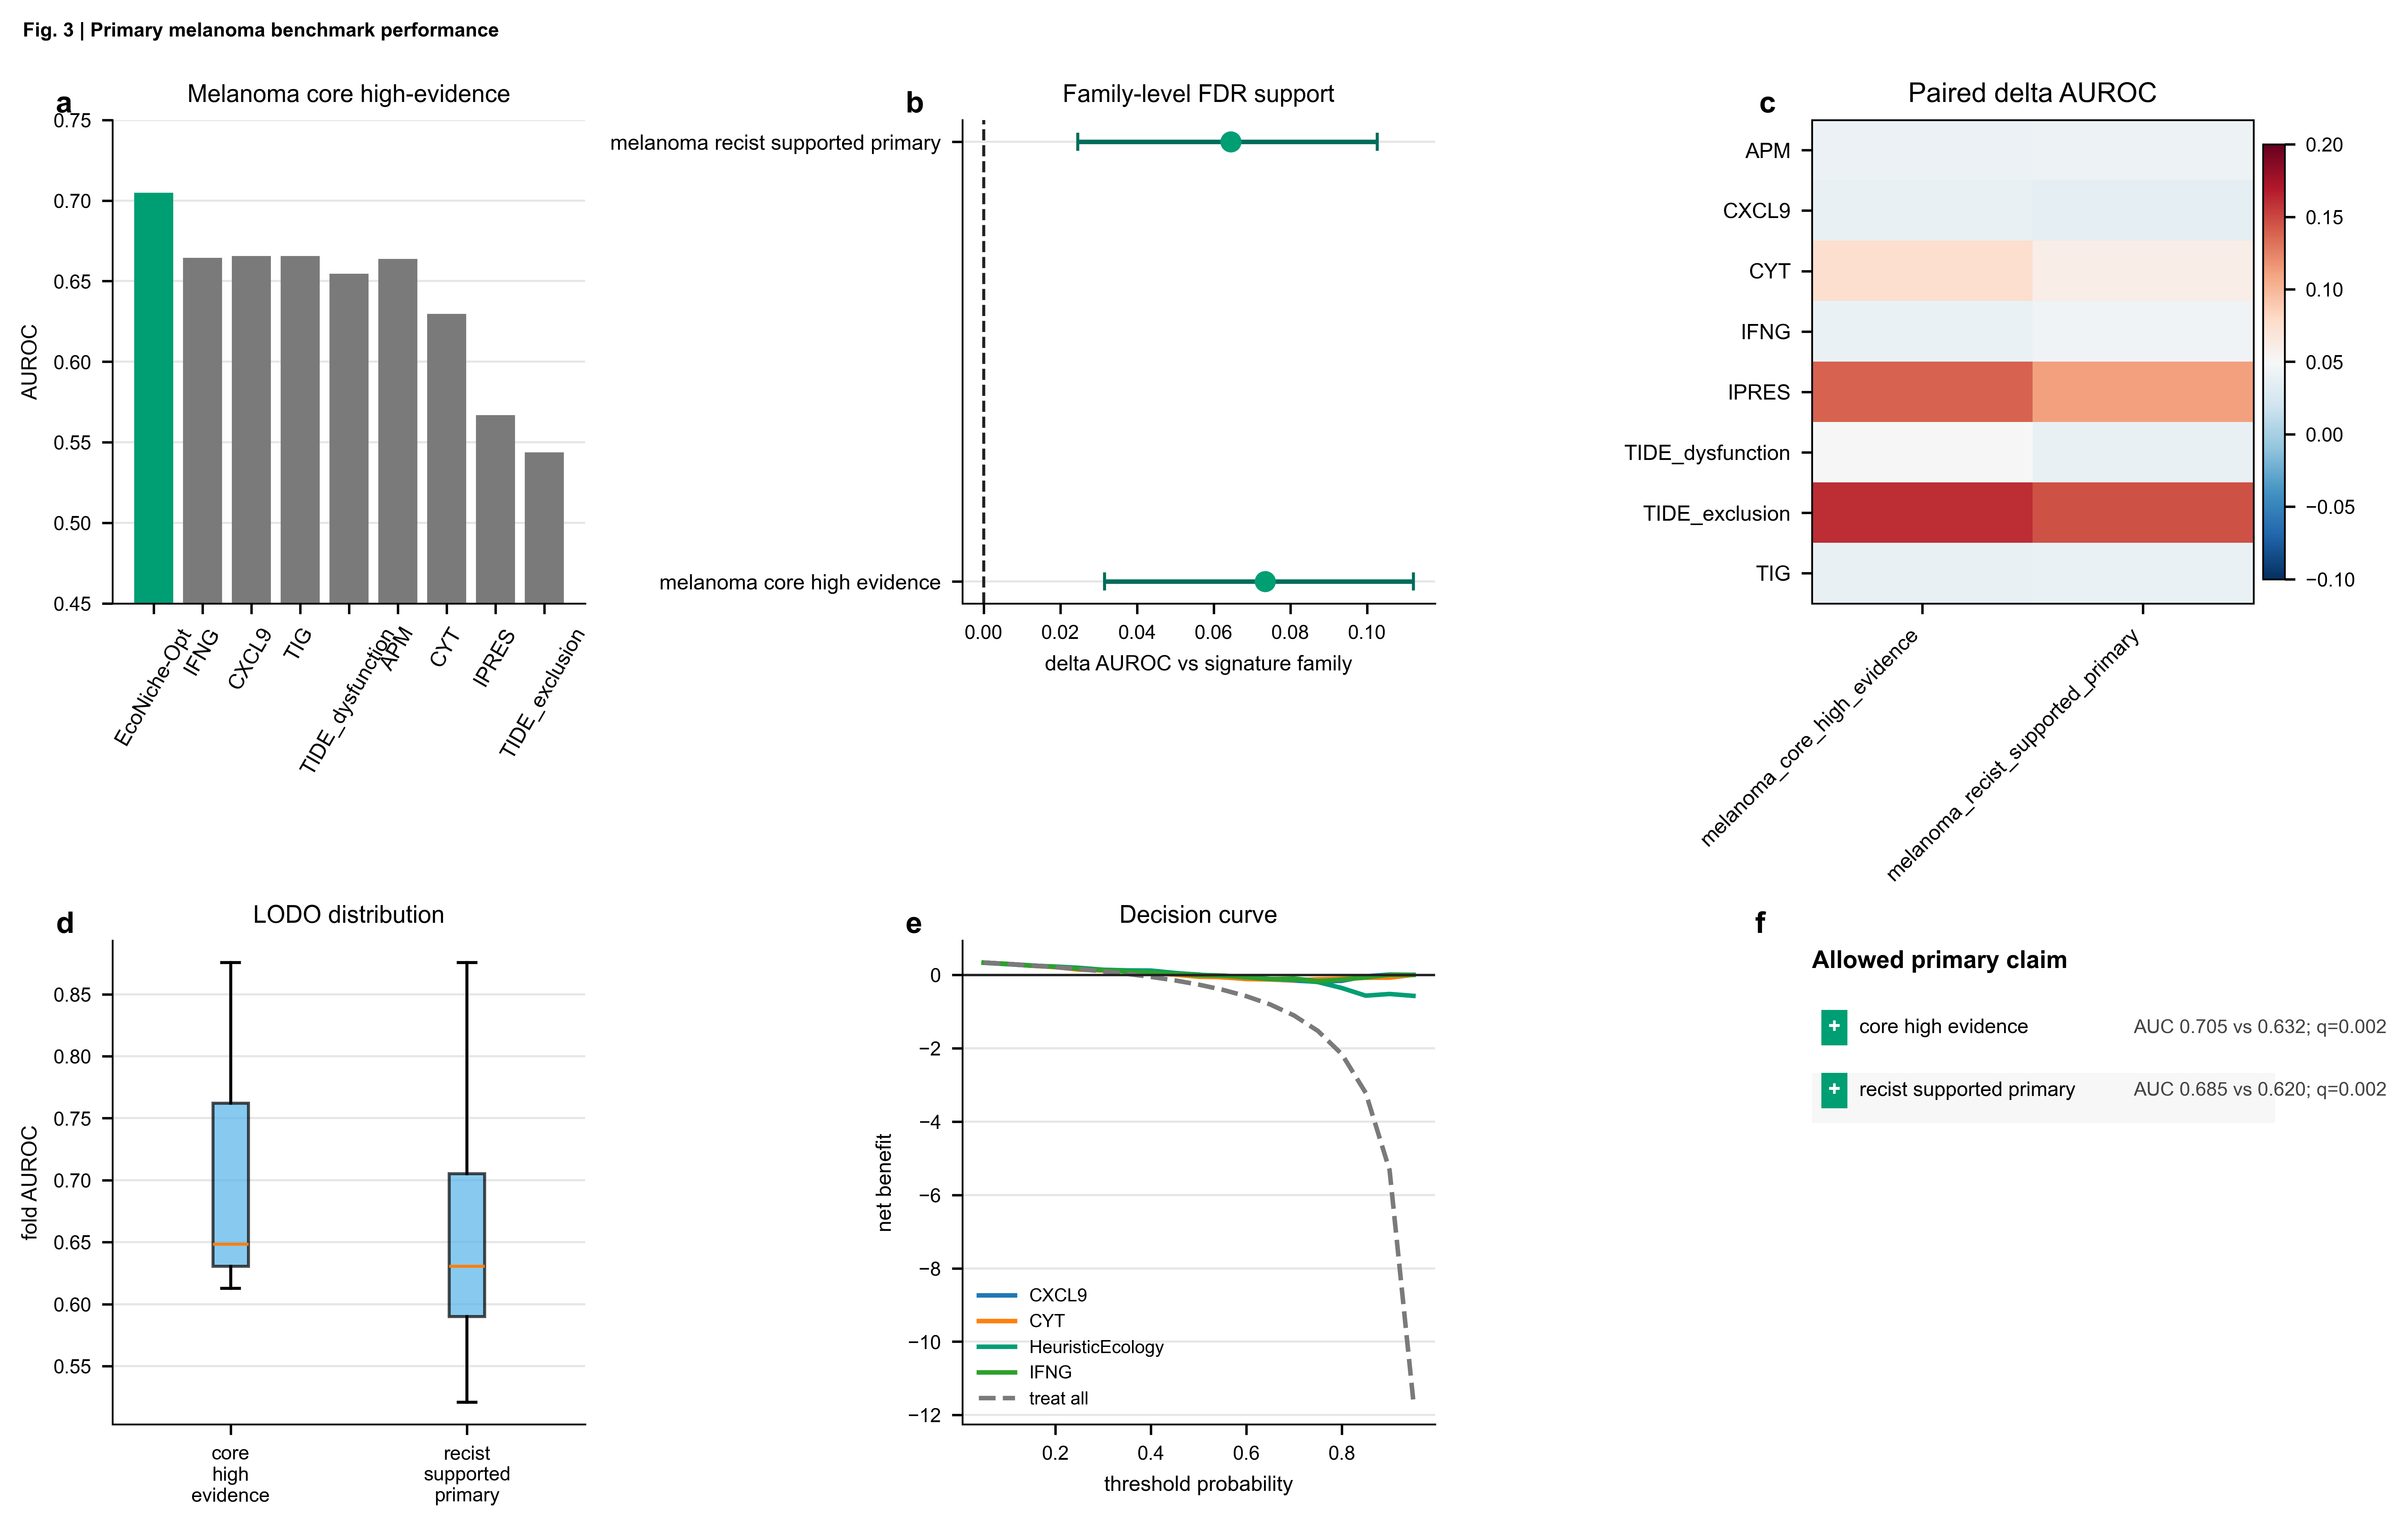 Fig. 3 | Primary melanoma benchmark performance
a
Melanoma core high-evidence
0.75
0.70
0.65
0.60
0.55
0.50
0.45
AUROC
EcoNiche-Opt
IFNG
CXCL9
TIG
TIDE_dysfunction
APM
CYT
IPRES
TIDE_exclusion
b
Family-level FDR support
melanoma recist supported primary
melanoma core high evidence
0.00
0.02
0.04
0.06
0.08
0.10
delta AUROC vs signature family
c
Paired delta AUROC
APM
CXCL9
CYT
IFNG
IPRES
TIDE_dysfunction
TIDE_exclusion
TIG
melanoma_core_high_evidence
melanoma_recist_supported_primary
0.20
0.15
0.10
0.05
0.00
−0.05
−0.10
d
LODO distribution
0.85
0.80
0.75
0.70
0.65
0.60
0.55
fold AUROC
core
high
evidence
recist
supported
primary
e
Decision curve
0
−2
−4
−6
−8
−10
−12
net benefit
CXCL9
CYT
HeuristicEcology
IFNG
treat all
0.2
0.4
0.6
0.8
threshold probability
f
Allowed primary claim
+ core high evidence AUC 0.705 vs 0.632; q=0.002
+ recist supported primary AUC 0.685 vs 0.620; q=0.002